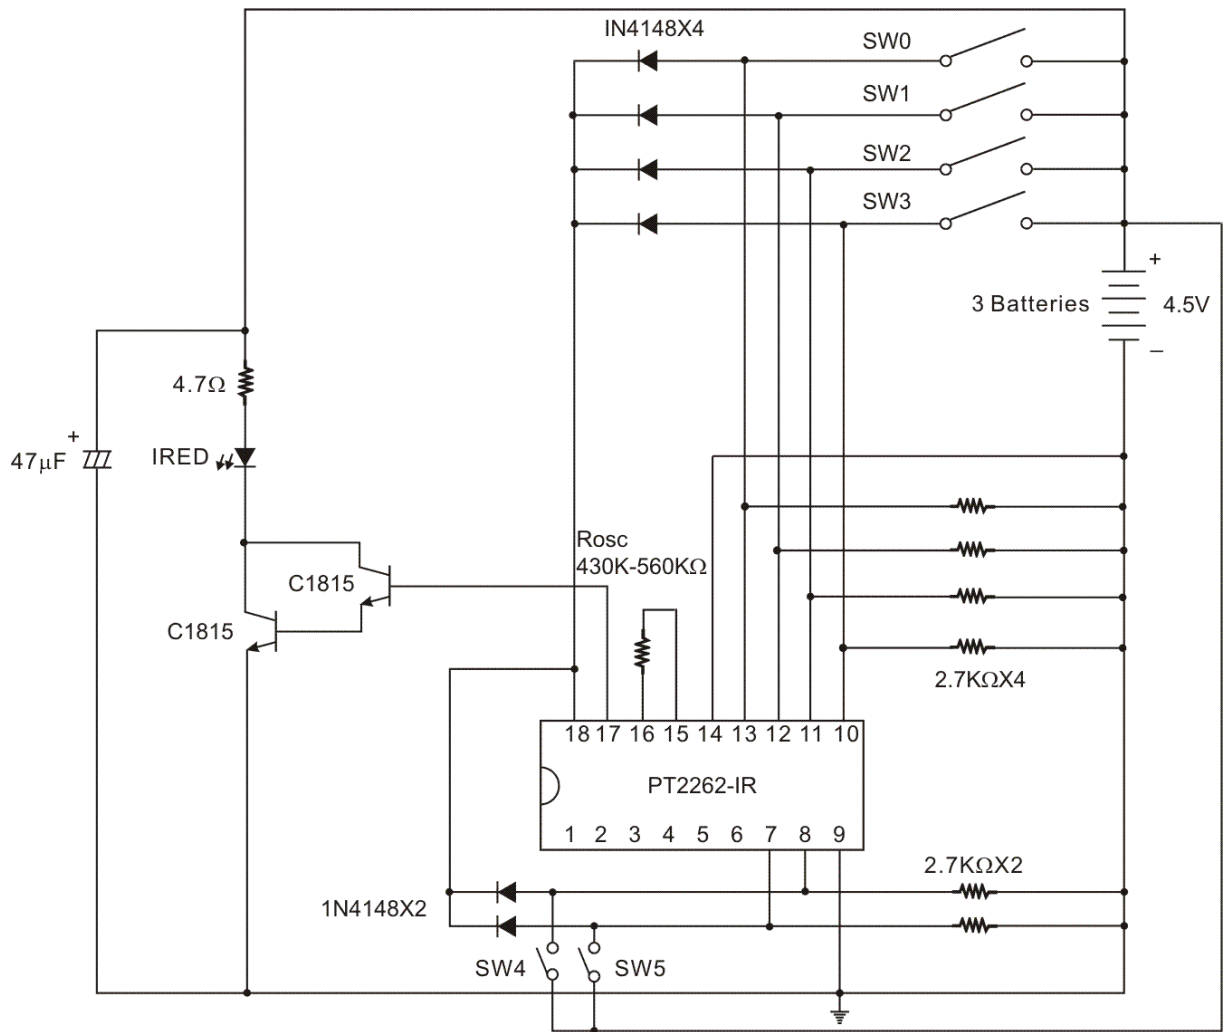 IN4148X4
SW0
SW1
SW2
SW3
+
3 Batteries
4.5V
–
4.7Ω
+
47μF
IRED
Rosc
430K-560KΩ
C1815
C1815
2.7KΩX4
18 17 16 15 14 13 12 11 10
PT2262-IR
1 2 3 4 5 6 7 8 9
2.7KΩX2
1N4148X2
SW4
SW5